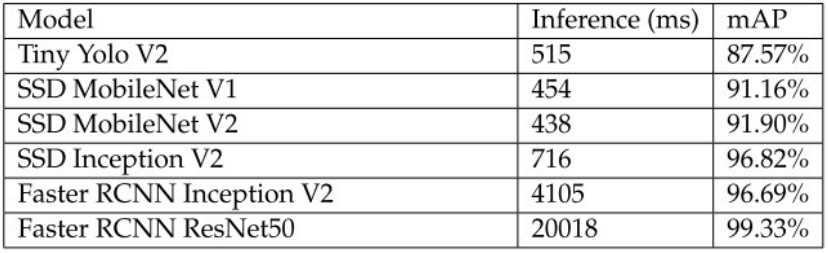 Model Inference (ms) mAP
Tiny Yolo V2 515 87.57%
SSD MobileNet V1 454 91.16%
SSD MobileNet V2 438 91.90%
SSD Inception V2 716 96.82%
Faster RCNN Inception V2 4105 96.69%
Faster RCNN ResNet50 20018 99.33%